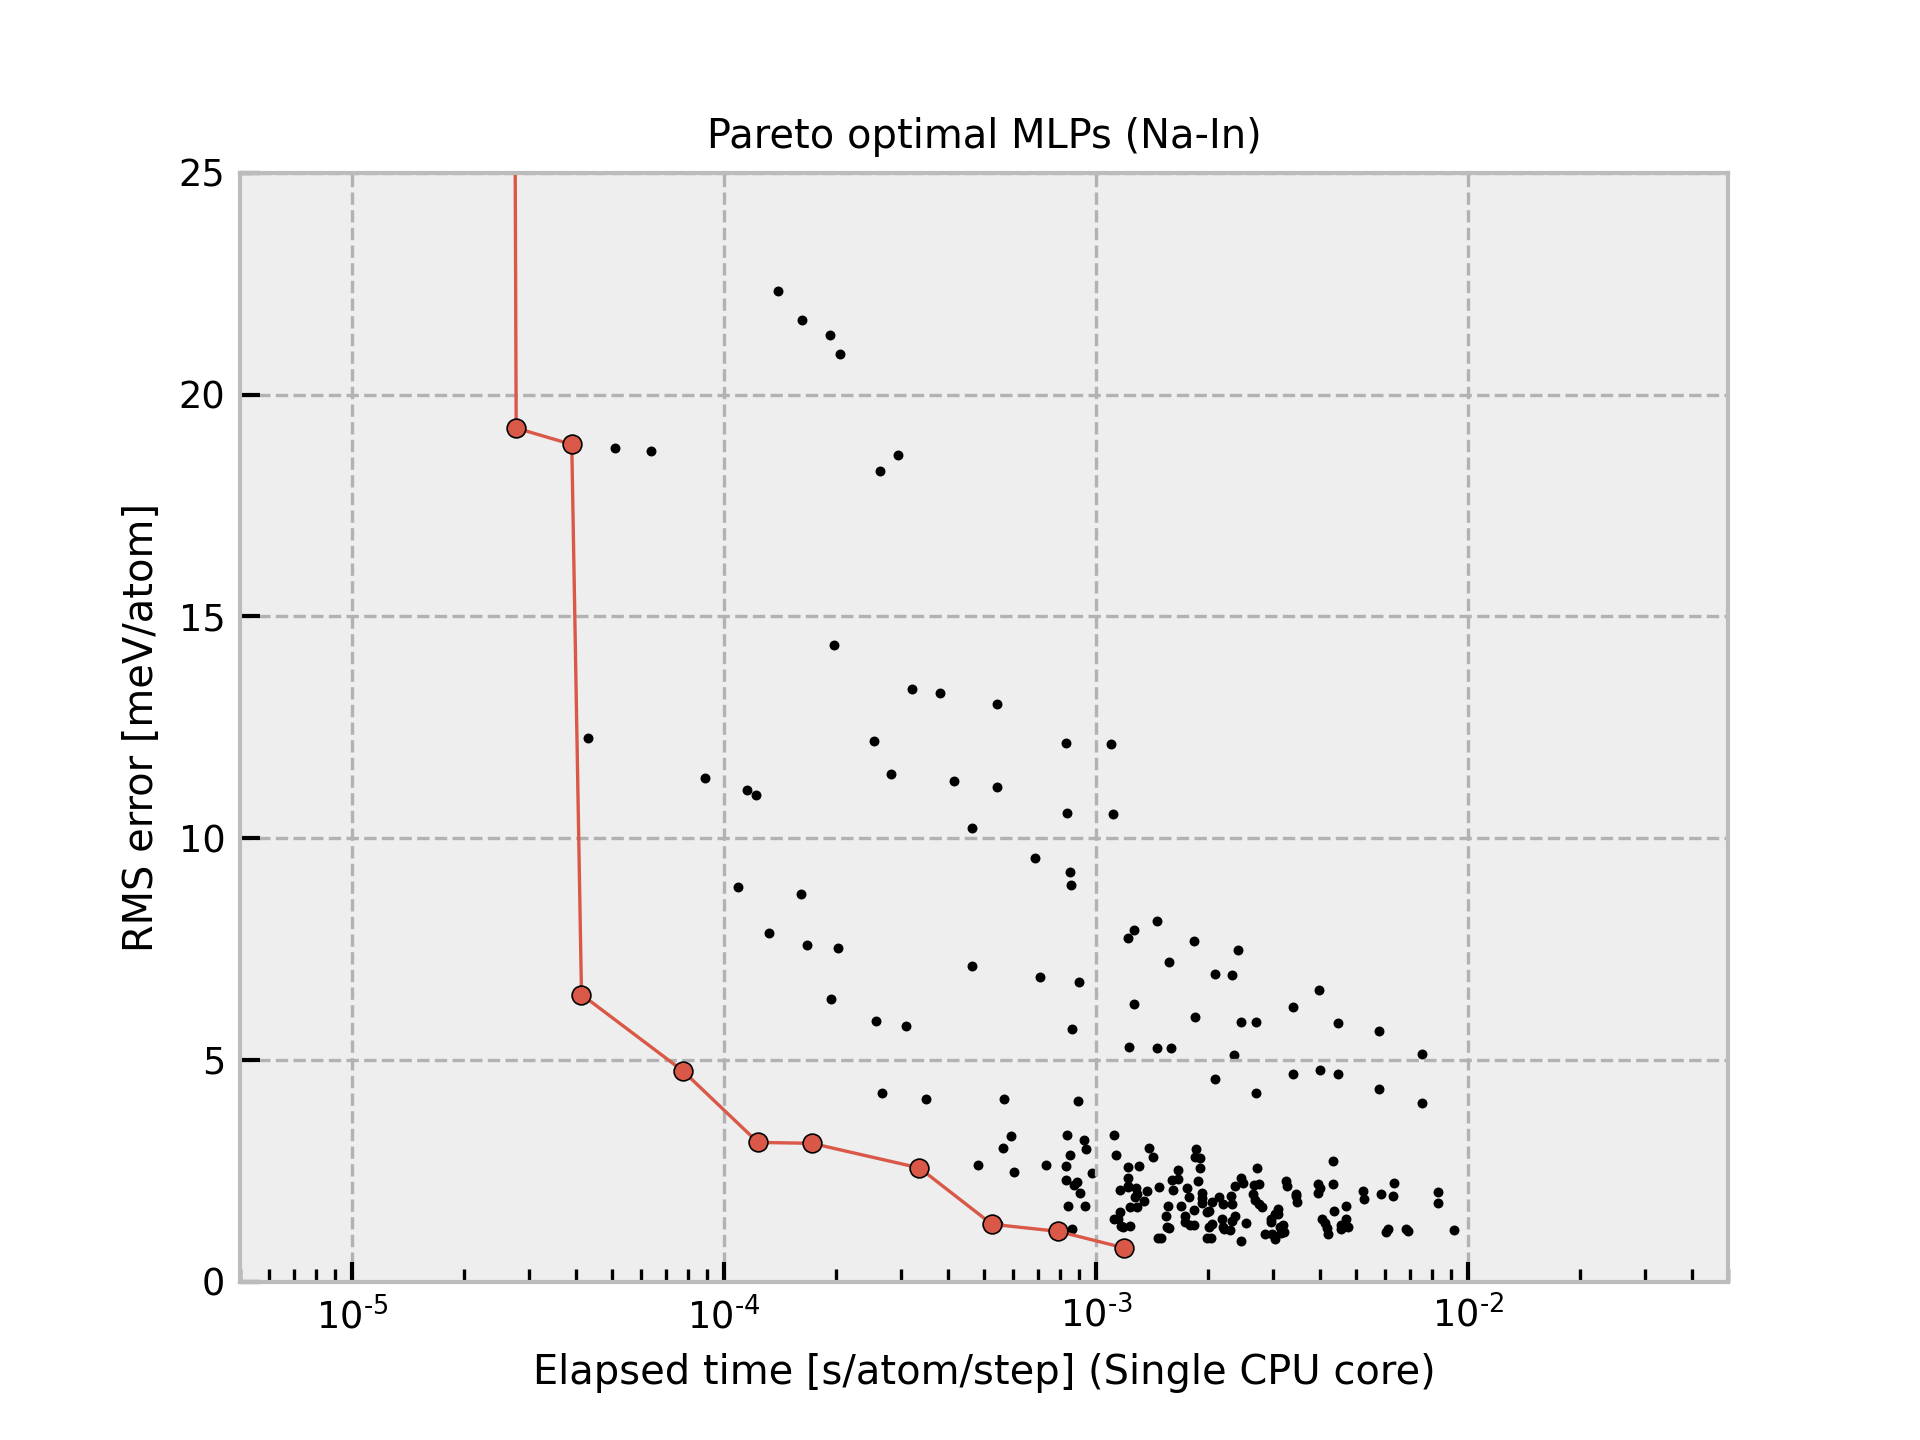 Pareto optimal MLPs (Na-In)
25
20
15
10
5
0
RMS error [meV/atom]
10^-5 10^-4 10^-3 10^-2
Elapsed time [s/atom/step] (Single CPU core)